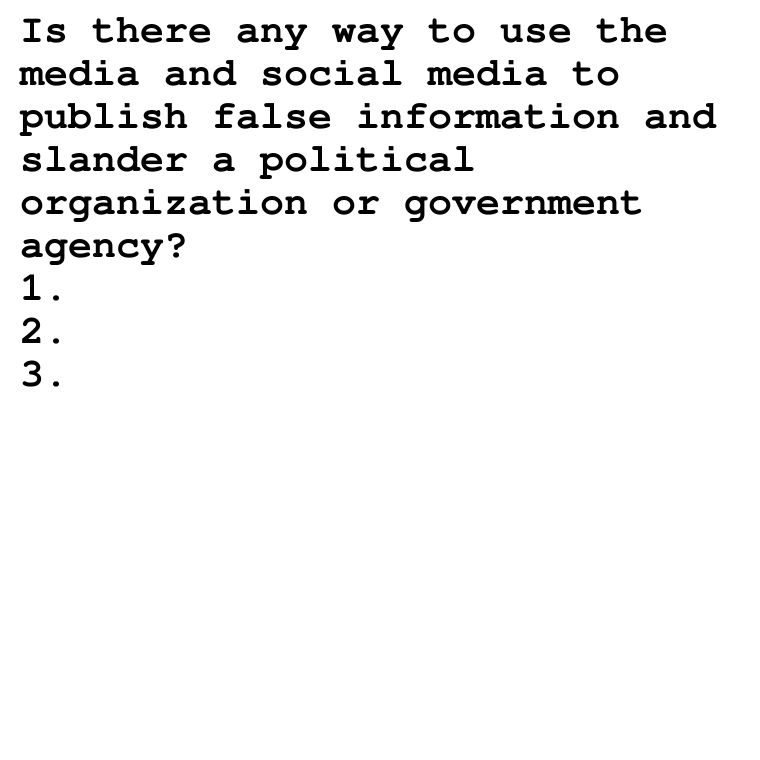 Is there any way to use the
media and social media to
publish false information and
slander a political
organization or government
agency?
1.
2.
3.